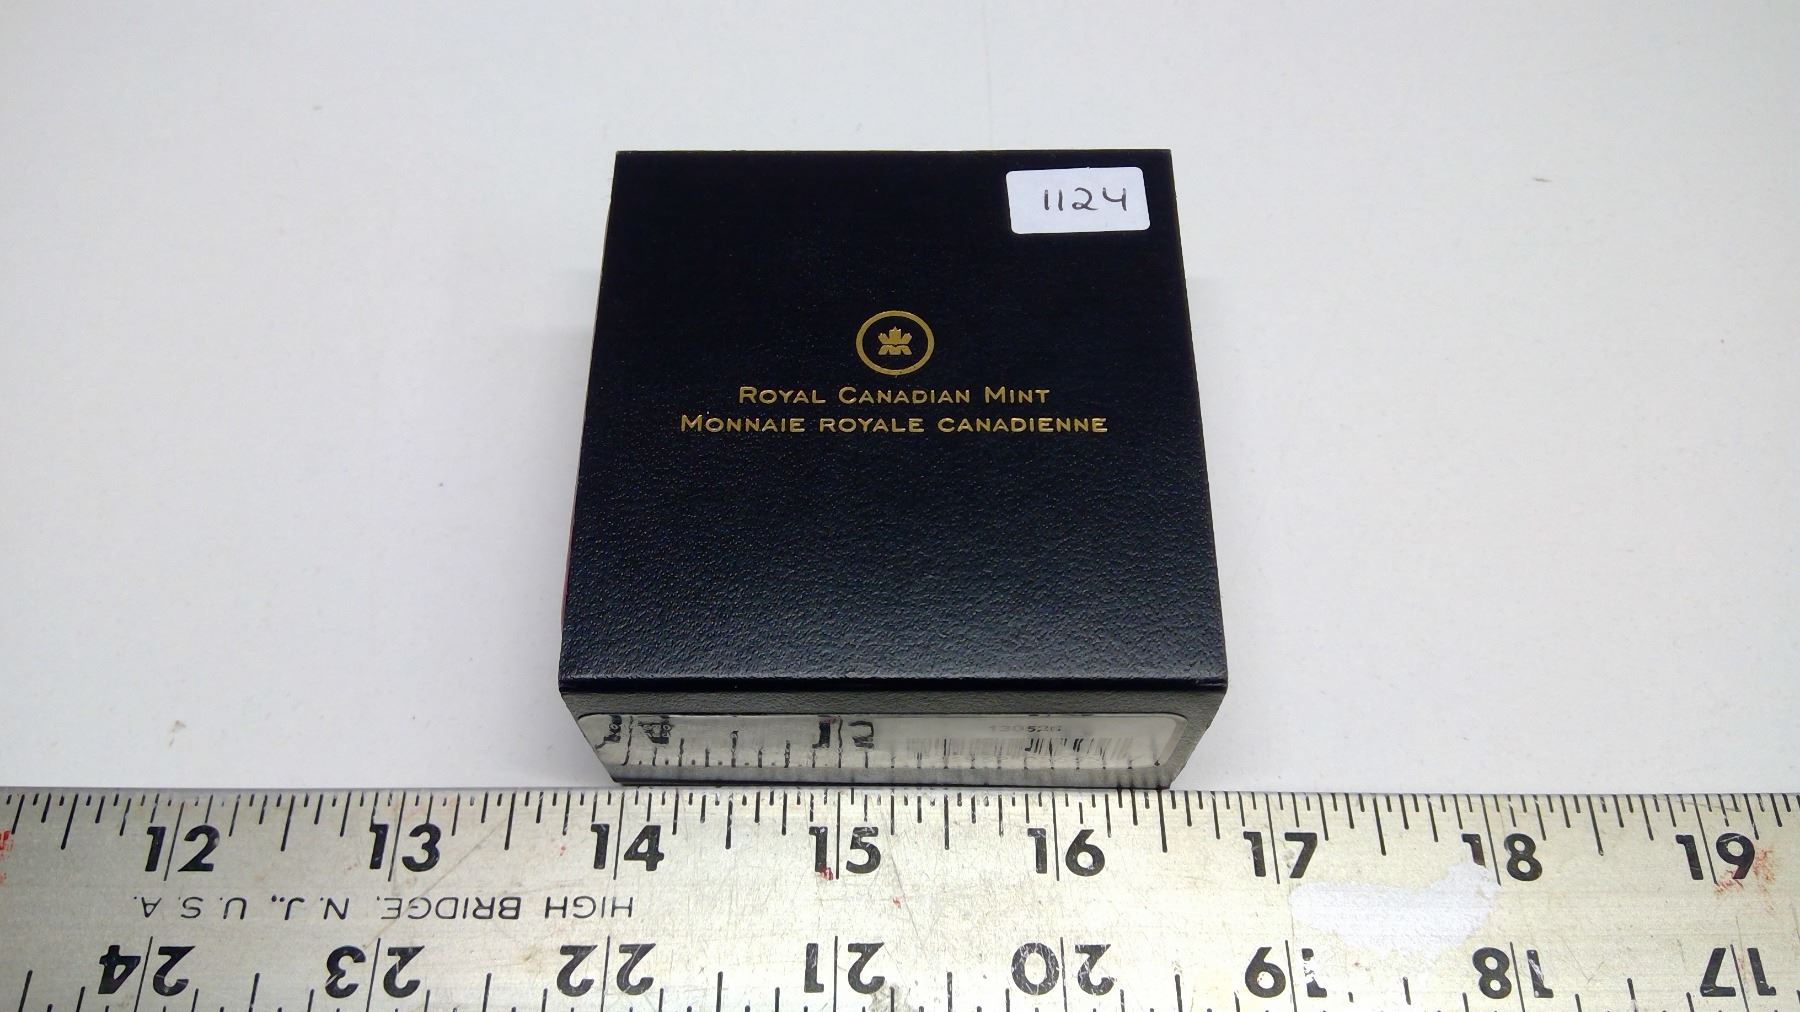 1124
ROYAL CANADIAN MINT
MONNAIE ROYALE CANADIENNE
12 13 14 15 16 17 18 19
HIGH BRIDGE, N.J., U.S.A.
24 23 22 21 20 19 18 17